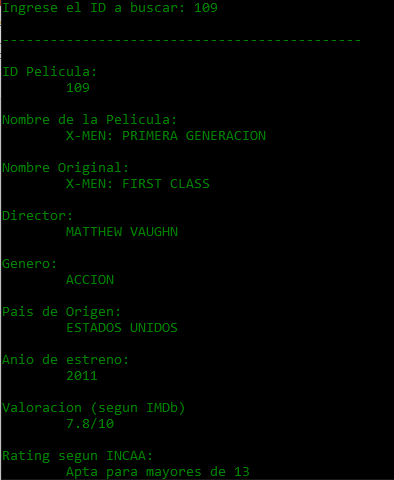 Ingrese el ID a buscar: 109
---------------------------------------------
ID Pelicula:
109
Nombre de la Pelicula:
X-MEN: PRIMERA GENERACION
Nombre Original:
X-MEN: FIRST CLASS
Director:
MATTHEW VAUGHN
Genero:
ACCION
Pais de Origen:
ESTADOS UNIDOS
Anio de estreno:
2011
Valoracion (segun IMDb)
7.8/10
Rating segun INCAA:
Apta para mayores de 13